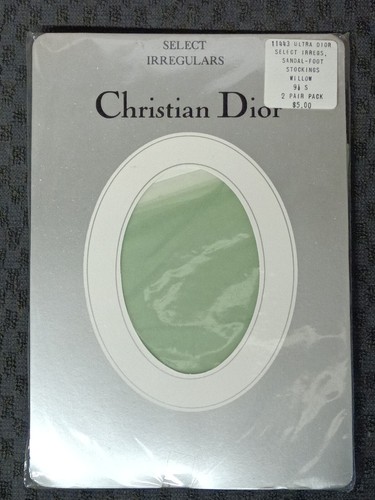 SELECT
IRREGULARS
Christian Dior
11443 ULTRA DIOR
SELECT IRREGS,
SANDAL-FOOT
STOCKINGS
WILLOW
9½ S
2 PAIR PACK
$5.00